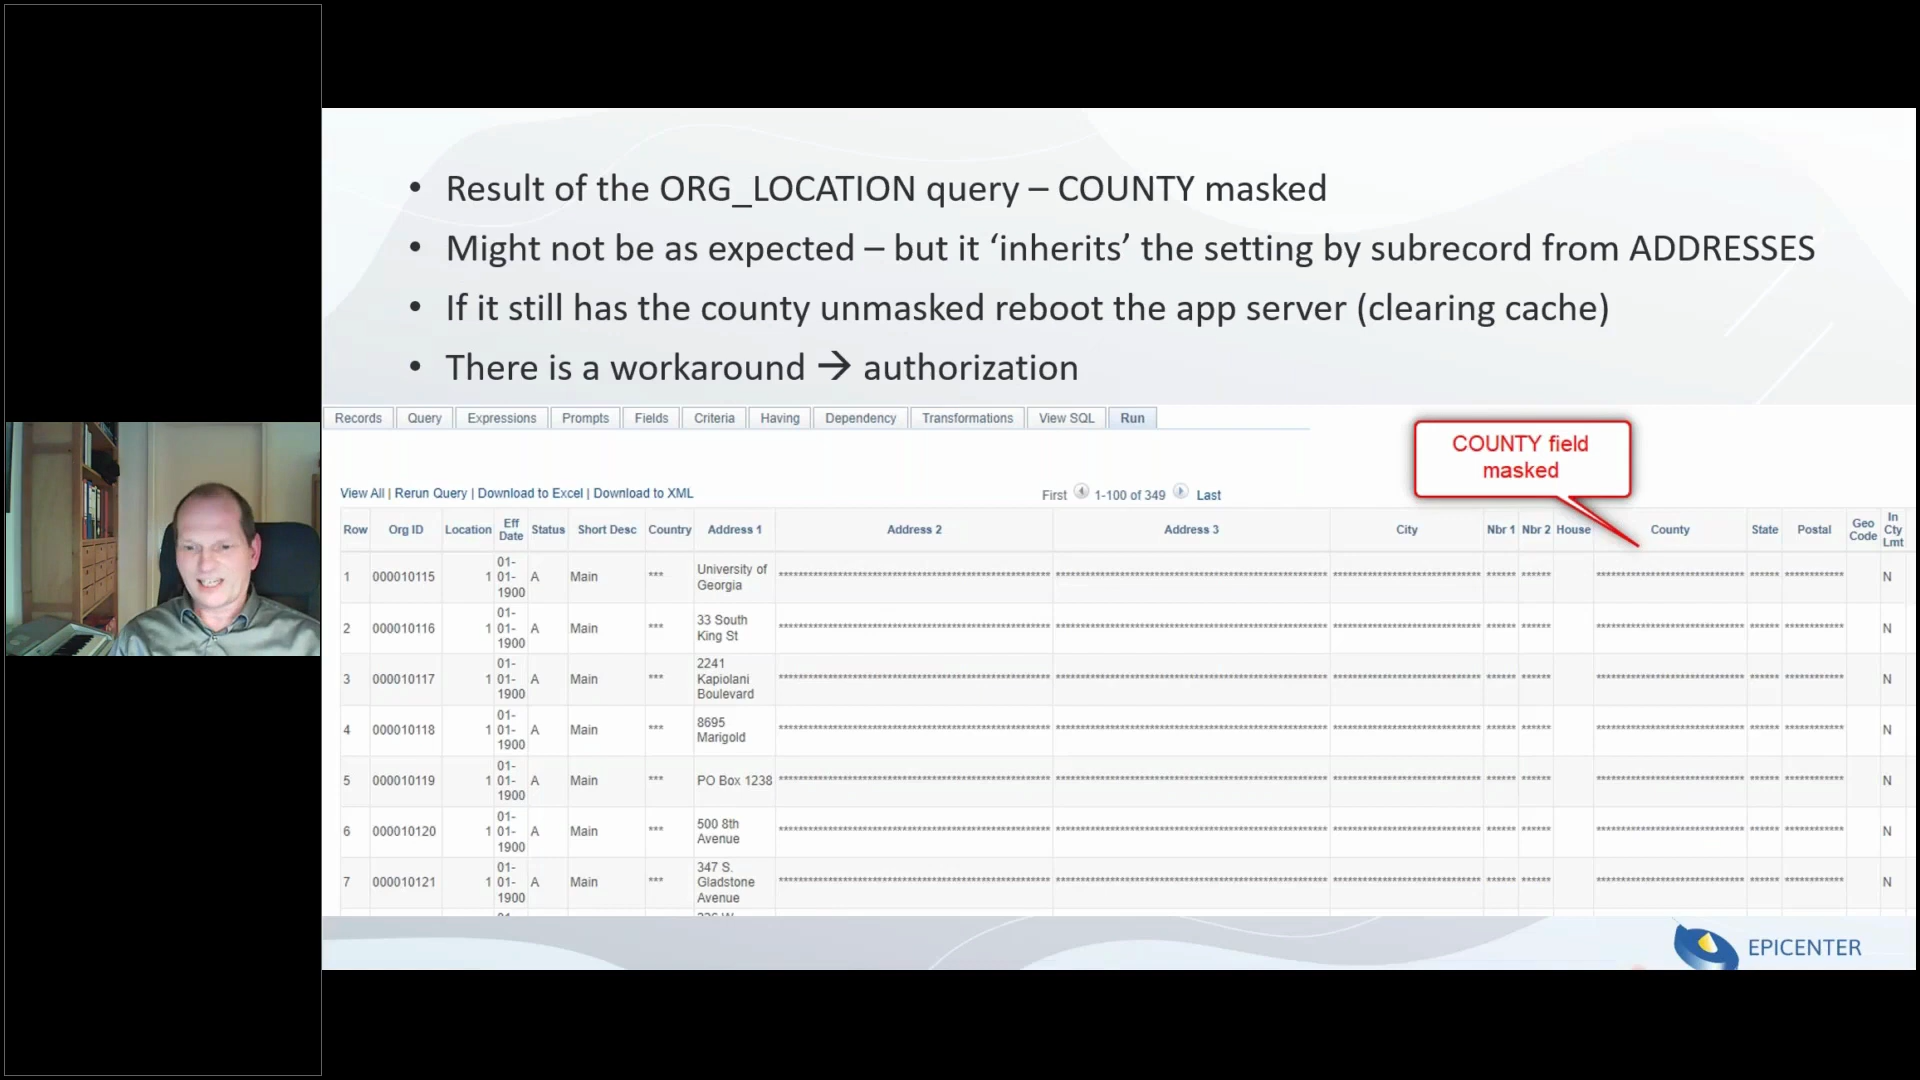 • Result of the ORG_LOCATION query – COUNTY masked
• Might not be as expected – but it ‘inherits’ the setting by subrecord from ADDRESSES
• If it still has the county unmasked reboot the app server (clearing cache)
• There is a workaround → authorization
Records Query Expressions Prompts Fields Criteria Having Dependency Transformations View SQL Run
COUNTY field
masked
View All | Rerun Query | Download to Excel | Download to XML First 1-100 of 349 Last
Row Org ID Location Eff Date Status Short Desc Country Address 1 Address 2 Address 3 City Nbr 1 Nbr 2 House County State Postal Geo Code In Cty Lmt
1 000010115 1 01-01-1900 A Main *** University of Georgia N
2 000010116 1 01-01-1900 A Main *** 33 South King St N
3 000010117 1 01-01-1900 A Main *** 2241 Kapiolani Boulevard N
4 000010118 1 01-01-1900 A Main *** 8695 Marigold N
5 000010119 1 01-01-1900 A Main *** PO Box 1238 N
6 000010120 1 01-01-1900 A Main *** 500 8th Avenue N
7 000010121 1 01-01-1900 A Main *** 347 S. Gladstone Avenue N
EPICENTER